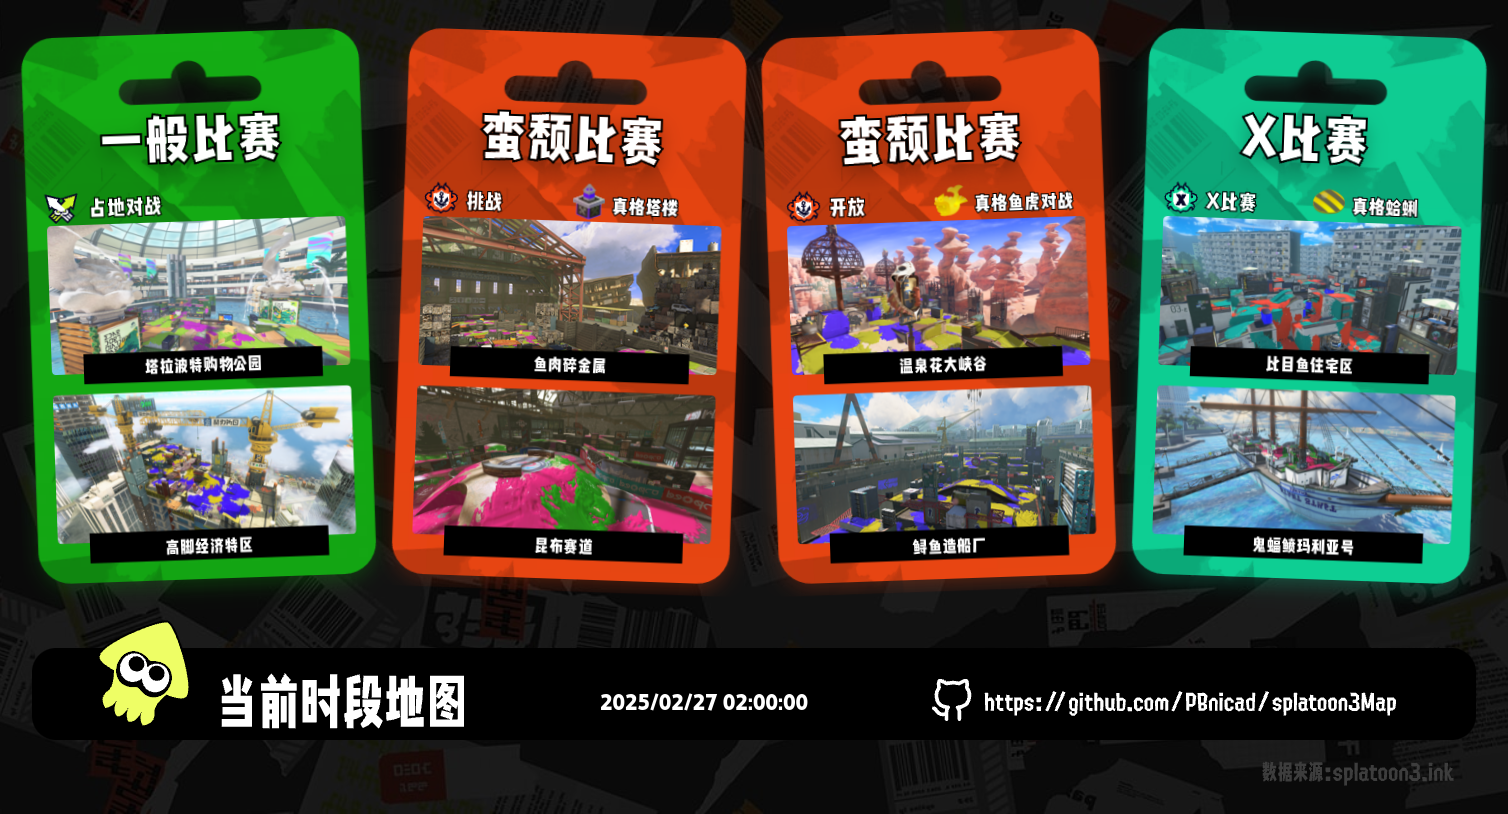 一般比赛
占地对战
塔拉波特购物公园
高脚经济特区
蛮颓比赛
挑战
真格塔楼
鱼肉碎金属
昆布赛道
蛮颓比赛
开放
真格鱼虎对战
温泉花大峡谷
鲟鱼造船厂
X比赛
X比赛
真格蛤蜊
比目鱼住宅区
鬼蝠鲼玛利亚号
当前时段地图
2025/02/27 02:00:00
https://github.com/PBnicad/splatoon3Map
数据来源:splatoon3.ink